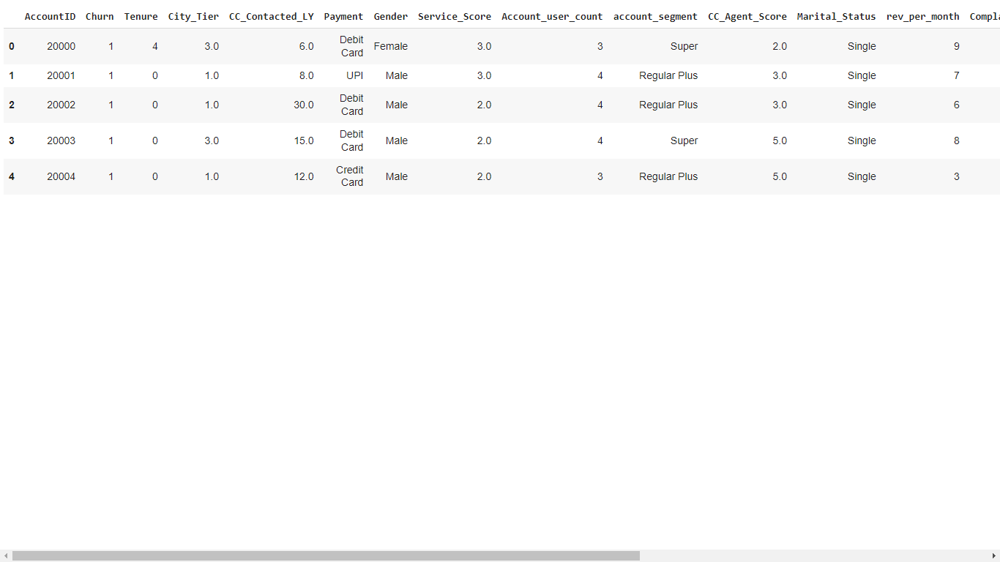 AccountID Churn Tenure City_Tier CC_Contacted_LY Payment Gender Service_Score Account_user_count account_segment CC_Agent_Score Marital_Status rev_per_month Compla
0 20000 1 4 3.0 6.0 Debit Card Female 3.0 3 Super 2.0 Single 9
1 20001 1 0 1.0 8.0 UPI Male 3.0 4 Regular Plus 3.0 Single 7
2 20002 1 0 1.0 30.0 Debit Card Male 2.0 4 Regular Plus 3.0 Single 6
3 20003 1 0 3.0 15.0 Debit Card Male 2.0 4 Super 5.0 Single 8
4 20004 1 0 1.0 12.0 Credit Card Male 2.0 3 Regular Plus 5.0 Single 3